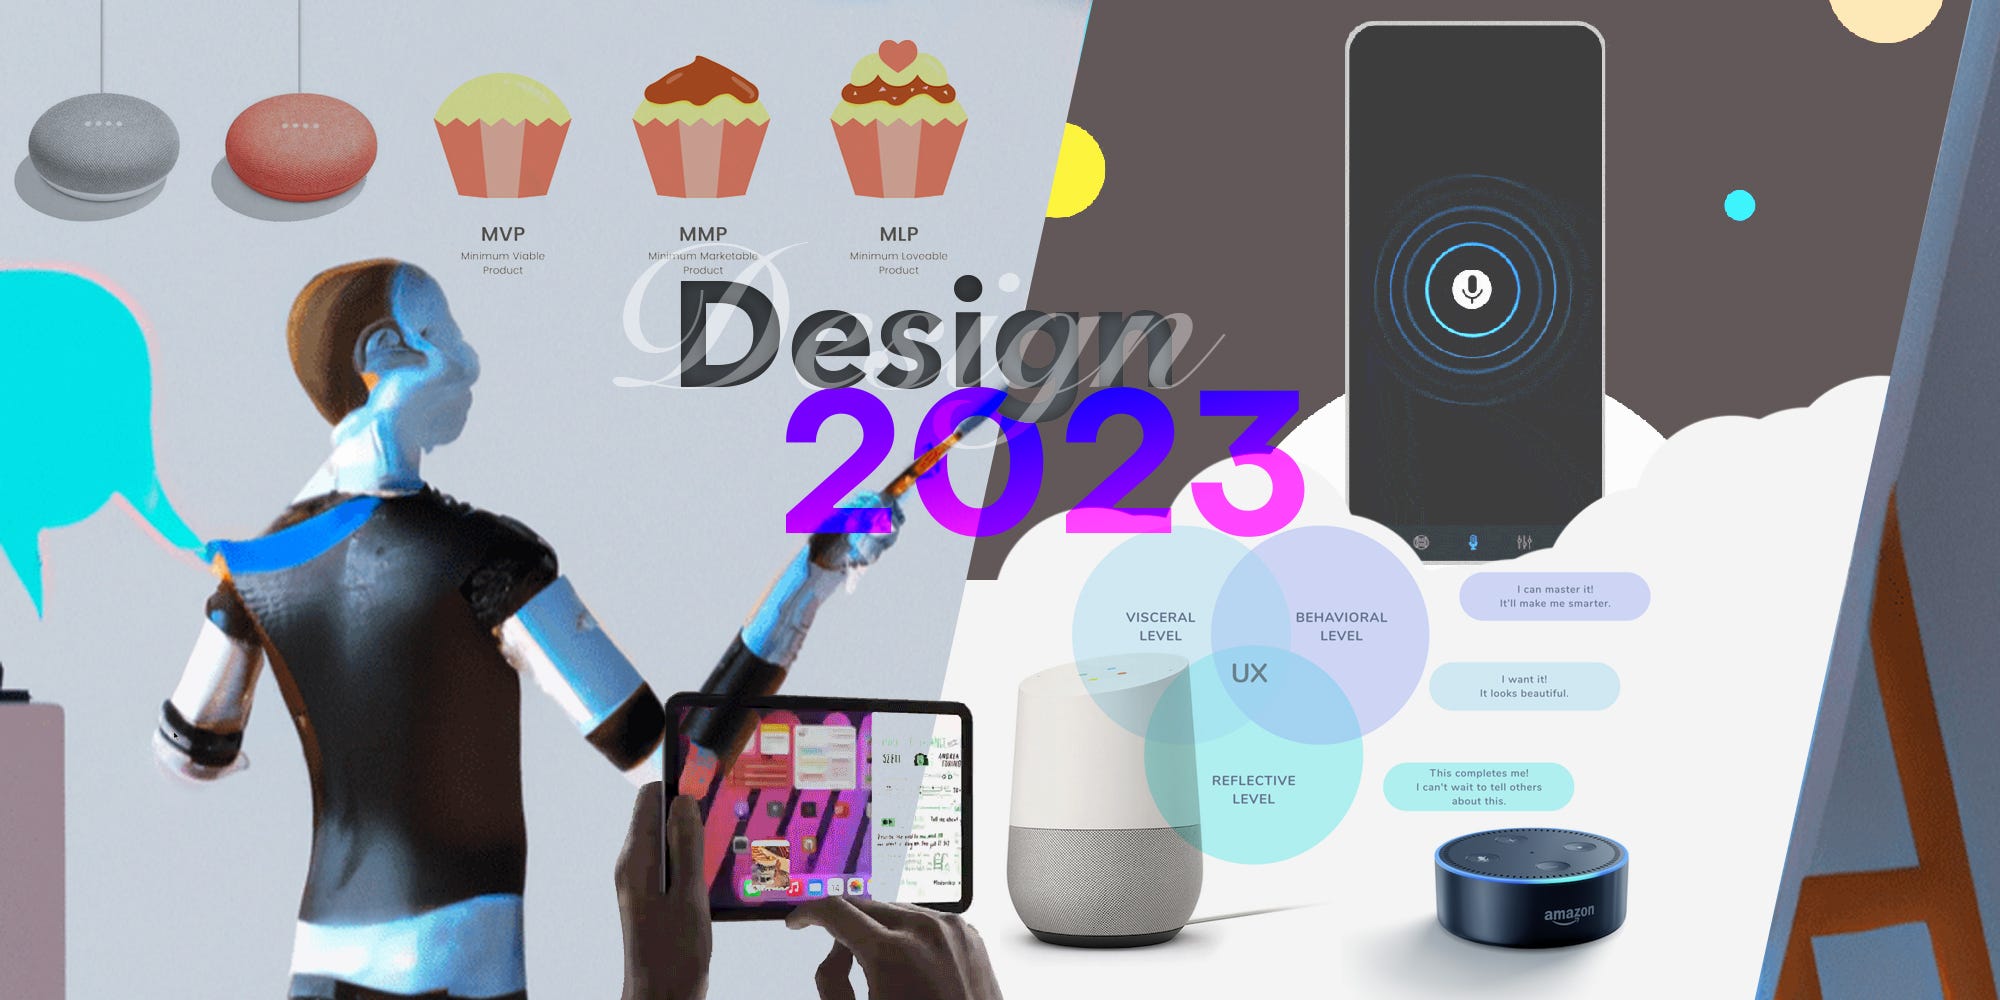 MVP
Minimum Viable
Product
MMP
Minimum Marketable
Product
MLP
Minimum Loveable
Product
Design
Design
2023
VISCERAL
LEVEL
BEHAVIORAL
LEVEL
UX
REFLECTIVE
LEVEL
I can master it!
It'll make me smarter.
I want it!
It looks beautiful.
This completes me!
I can't wait to tell others
about this.
amazon
14